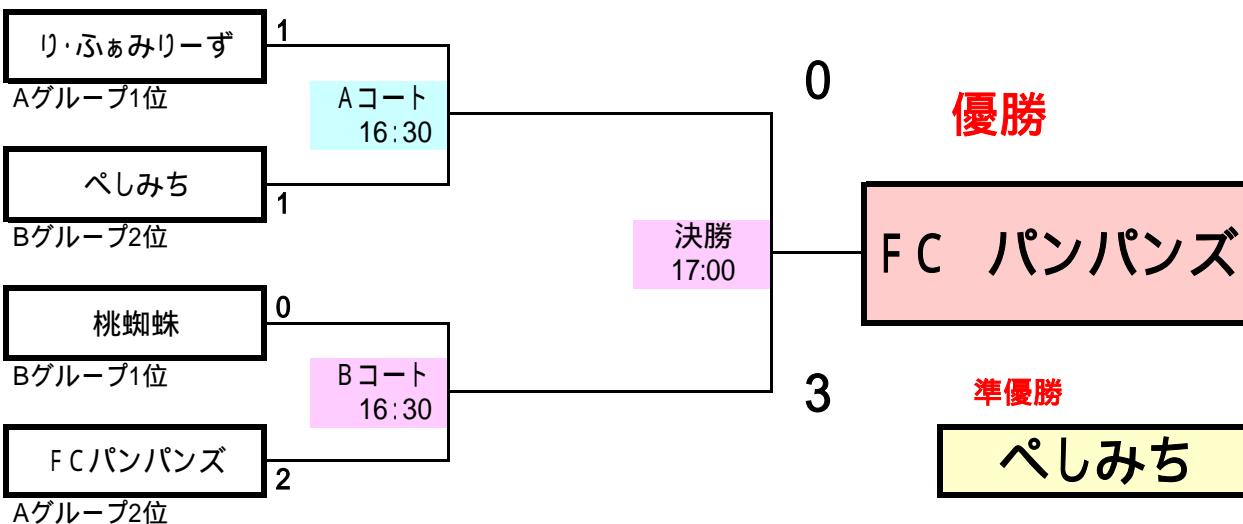 り・ふぁみりーず
1
Aグループ1位
Aコート
16:30
ぺしみち
1
Bグループ2位
桃蜘蛛
0
Bグループ1位
Bコート
16:30
FCパンパンズ
2
Aグループ2位
0
決勝
17:00
3
優勝
FC パンパンズ
準優勝
ぺしみち